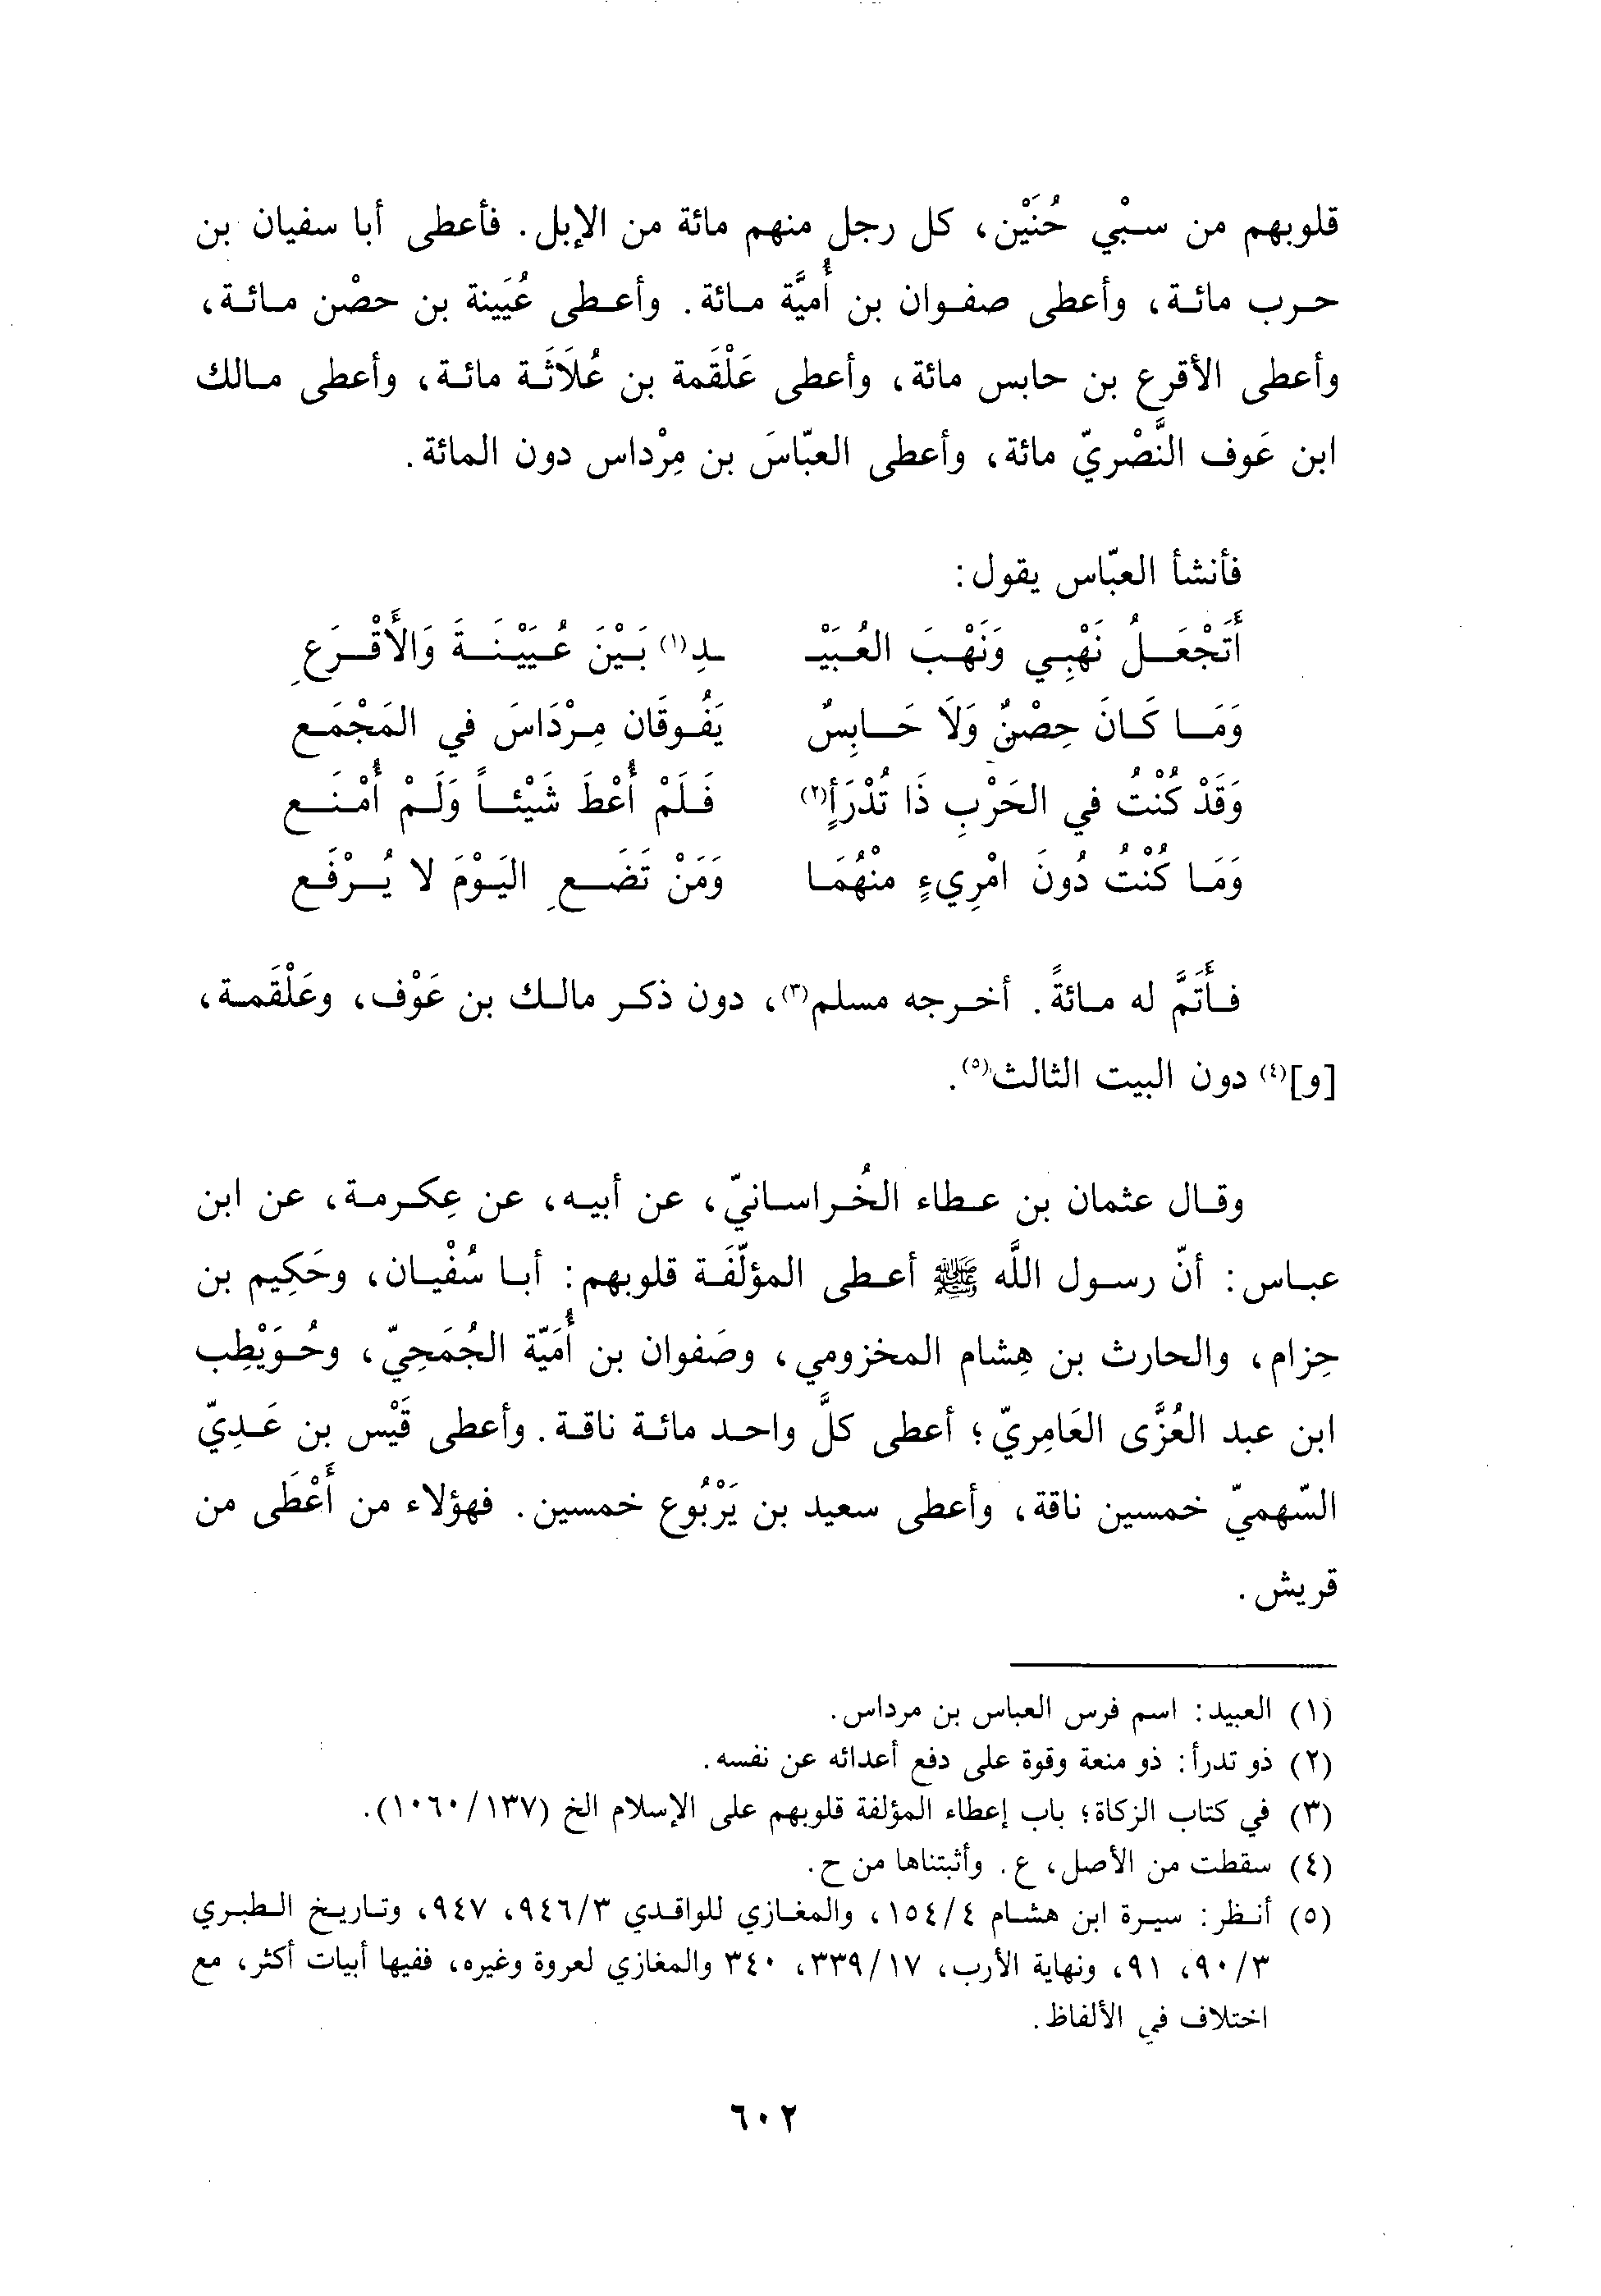 قلوبهم من سبْي حُنَيْن، كل رجل منهم مائة من الإبل. فأعطى أبا سفيان بن
حرب مائة، وأعطى صفوان بن أُميَّة مائة. وأعطى عُيَينة بن حصْن مائة،
وأعطى الأقرع بن حابس مائة، وأعطى عَلْقَمة بن عُلَاثَة مائة، وأعطى مالك
ابن عَوف النَّصْريّ مائة، وأعطى العبّاسَ بن مِرْداس دون المائة.
فأنشأ العبّاس يقول:
أَتَجْعَلُ نَهْبِي وَنَهْبَ العُبَيْـ ـدِ(١) بَيْنَ عُيَيْنَةَ وَالأَقْرَعِ
وَمَا كَانَ حِصْنٌ وَلَا حَابِسٌ يَفُوقَان مِرْدَاسَ في المَجْمَع
وَقَدْ كُنْتُ في الحَرْبِ ذَا تُدْرَأٍ(٢) فَلَمْ أُعْطَ شَيْئاً وَلَمْ أُمْنَع
وَمَا كُنْتُ دُونَ امْرِيءٍ منْهُمَا وَمَنْ تَضَعِ اليَوْمَ لا يُرْفَع
فأتَمَّ له مائةً. أخرجه مسلم(٣)، دون ذكر مالك بن عَوْف، وعَلْقَمة،
[و](٤) دون البيت الثالث(٥).
وقال عثمان بن عطاء الخُراسانيّ، عن أبيه، عن عِكرمة، عن ابن
عباس: أنّ رسول اللَّه ﷺ أعطى المؤلّفَة قلوبهم: أبا سُفْيان، وحَكِيم بن
حِزام، والحارث بن هِشام المخزومي، وصَفوان بن أُمَيّة الجُمَحِيّ، وحُوَيْطِب
ابن عبد العُزَّى العَامِريّ؛ أعطى كلَّ واحد مائة ناقة. وأعطى قَيْس بن عَدِيّ
السّهميّ خمسين ناقة، وأعطى سعيد بن يَرْبُوع خمسين. فهؤلاء من أَعْطَى من
قريش.
(١) العبيد: اسم فرس العباس بن مرداس.
(٢) ذو تدرأ: ذو منعة وقوة على دفع أعدائه عن نفسه.
(٣) في كتاب الزكاة؛ باب إعطاء المؤلفة قلوبهم على الإسلام الخ (١٠٦٠/١٣٧).
(٤) سقطت من الأصل، ع. وأثبتناها من ح.
(٥) أنظر: سيرة ابن هشام ١٥٤/٤، والمغازي للواقدي ٩٤٦/٣، ٩٤٧، وتاريخ الطبري
٩٠/٣، ٩١، ونهاية الأرب، ٣٣٩/١٧، ٣٤٠ والمغازي لعروة وغيره، ففيها أبيات أكثر، مع
اختلاف في الألفاظ.
٦٠٢